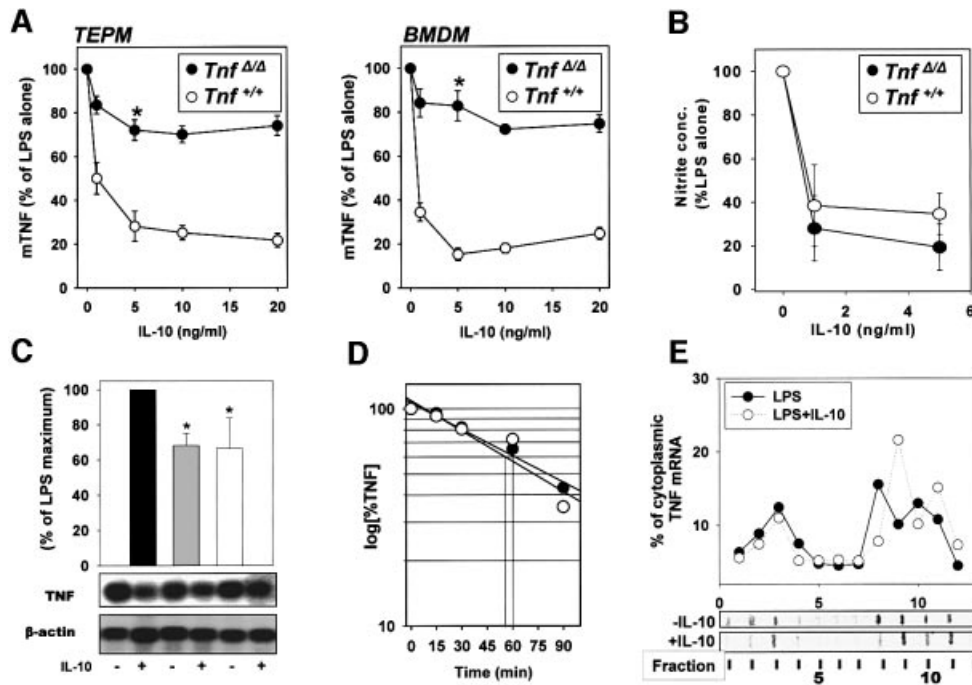 A
TEPM
mTNF (% of LPS alone)
100
80
60
40
20
0
Tnf Δ/Δ
Tnf +/+
*
0 5 10 15 20
IL-10 (ng/ml)
BMDM
mTNF (% of LPS alone)
100
80
60
40
20
0
Tnf Δ/Δ
Tnf +/+
*
0 5 10 15 20
IL-10 (ng/ml)
B
Nitrite conc.
(%LPS alone)
100
80
60
40
20
0
Tnf Δ/Δ
Tnf +/+
0 2 4 6
IL-10 (ng/ml)
C
(% of LPS maximum)
100
80
60
40
20
0
* *
TNF
β-actin
IL-10 - + - + - +
D
log[%TNF]
100
10
0 15 30 45 60 75 90
Time (min)
E
% of cytoplasmic
TNF mRNA
30
20
10
LPS
LPS+IL-10
0 5 10
-IL-10
+IL-10
Fraction
5 10